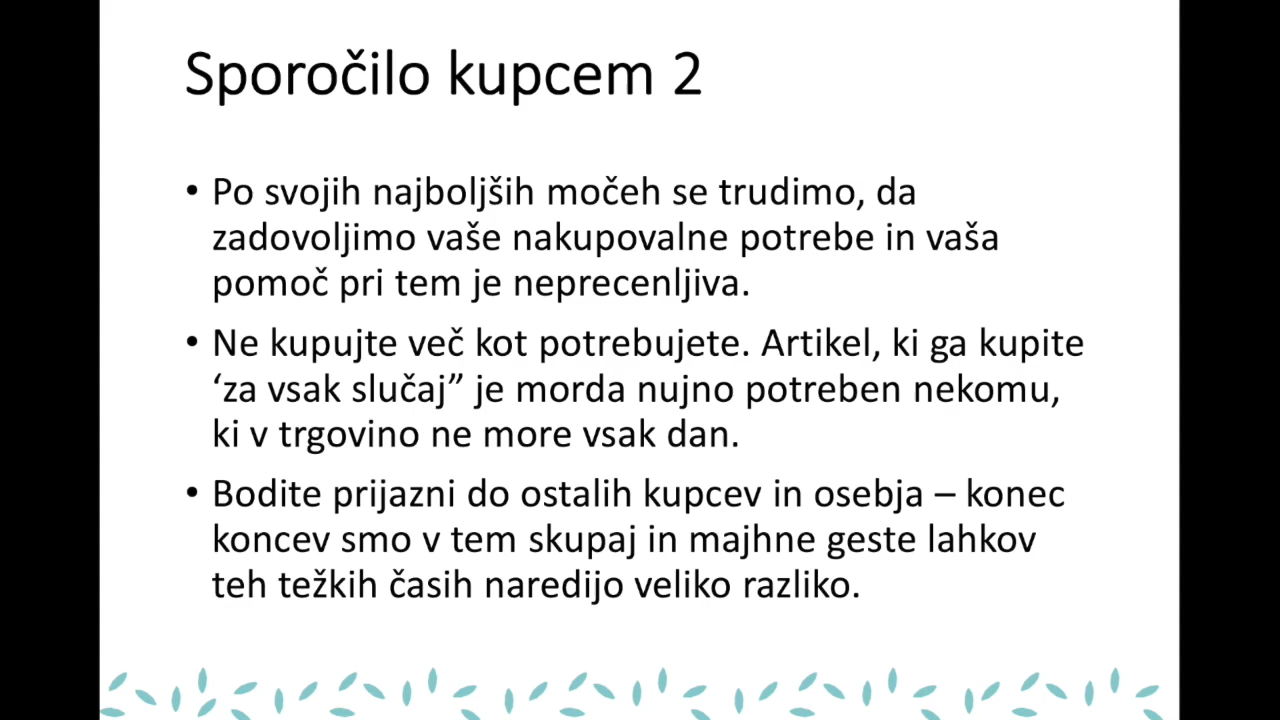 Sporočilo kupcem 2
• Po svojih najboljših močeh se trudimo, da
zadovoljimo vaše nakupovalne potrebe in vaša
pomoč pri tem je neprecenljiva.
• Ne kupujte več kot potrebujete. Artikel, ki ga kupite
‘za vsak slučaj” je morda nujno potreben nekomu,
ki v trgovino ne more vsak dan.
• Bodite prijazni do ostalih kupcev in osebja – konec
koncev smo v tem skupaj in majhne geste lahkov
teh težkih časih naredijo veliko razliko.